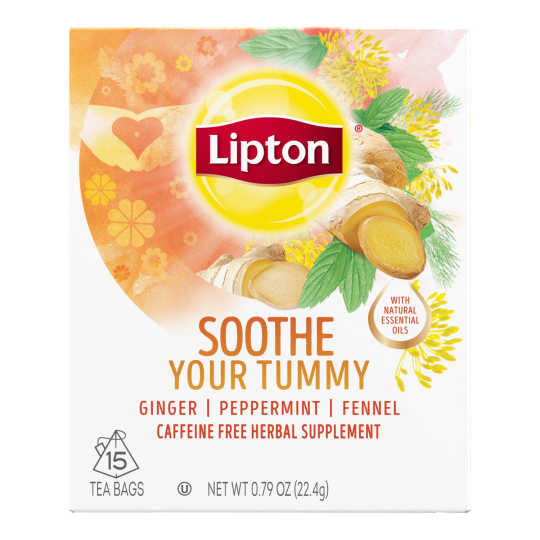 Lipton®
WITH
NATURAL
ESSENTIAL
OILS
SOOTHE
YOUR TUMMY
GINGER | PEPPERMINT | FENNEL
CAFFEINE FREE HERBAL SUPPLEMENT
15
TEA BAGS
U NET WT 0.79 OZ (22.4g)